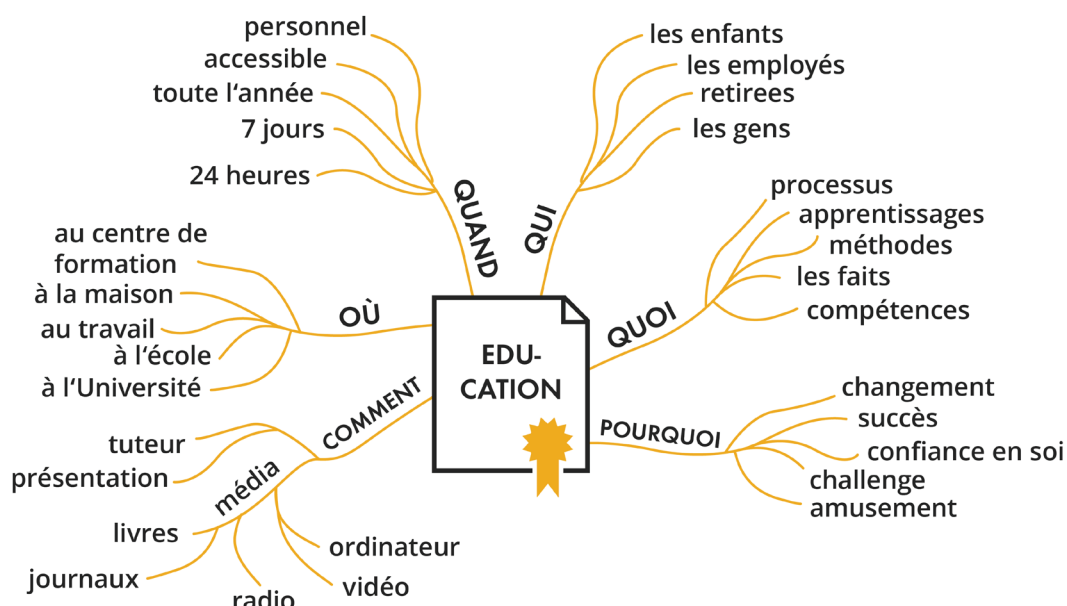 personnel
accessible
toute l‘année
7 jours
24 heures
QUAND
les enfants
les employés
retirees
les gens
QUI
processus
apprentissages
méthodes
les faits
compétences
QUOI
au centre de
formation
à la maison
au travail
à l‘école
à l‘Université
OÙ
EDU-
CATION
changement
succès
confiance en soi
challenge
amusement
POURQUOI
COMMENT
tuteur
présentation
média
livres
journaux
radio
ordinateur
vidéo